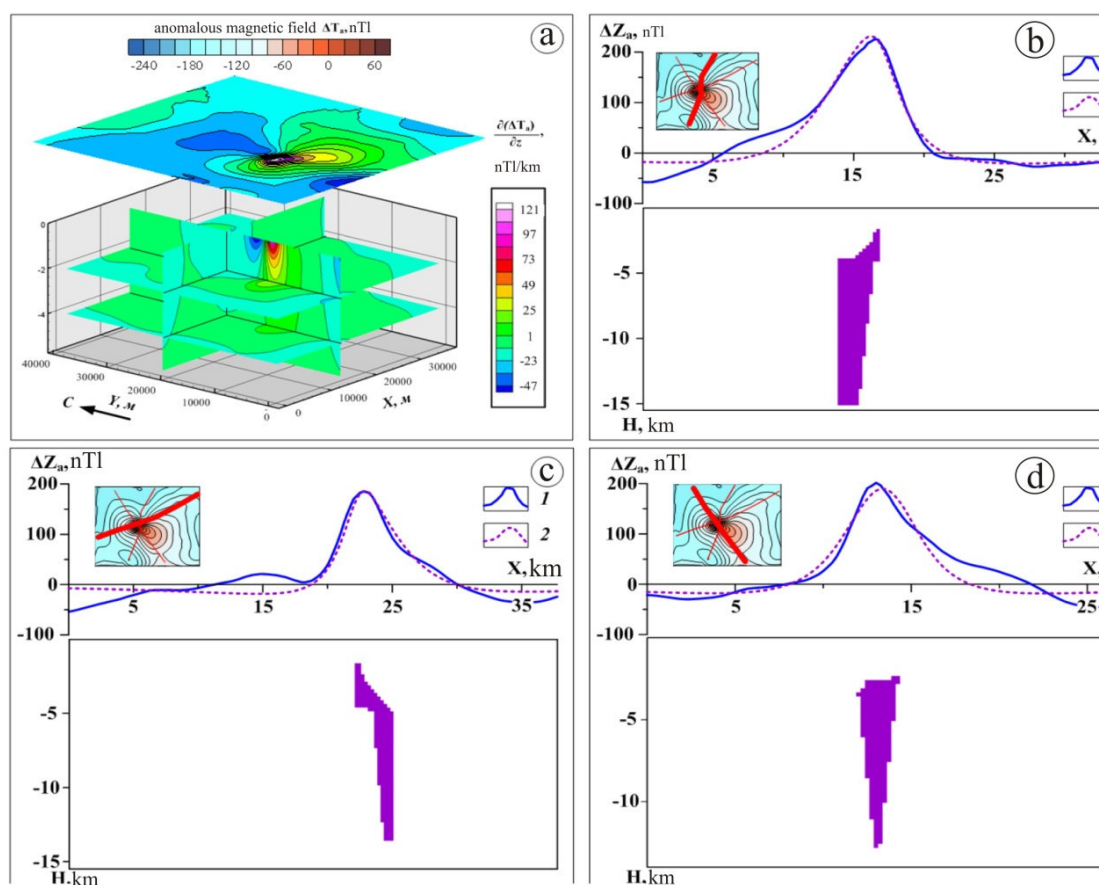 anomalous magnetic field ΔTₐ, nTl
a
-240 -180 -120 -60 0 60
∂(ΔTₐ)
∂z ,
nTl/km
121
97
73
49
25
1
-23
-47
0
-2
-4
40000 30000 20000 10000 0
0 10000 20000 30000
C Y, м X, м
ΔZₐ, nTl
b
200
100
0
-100
5 15 25
X,
-5
-10
-15
H, km
ΔZₐ, nTl
c
200
100
0
-100
1
2
X, km
5 15 25 35
-5
-10
-15
H, km
ΔZₐ, nTl
d
200
100
0
-100
X,
5 15 25
-5
-10
H, km